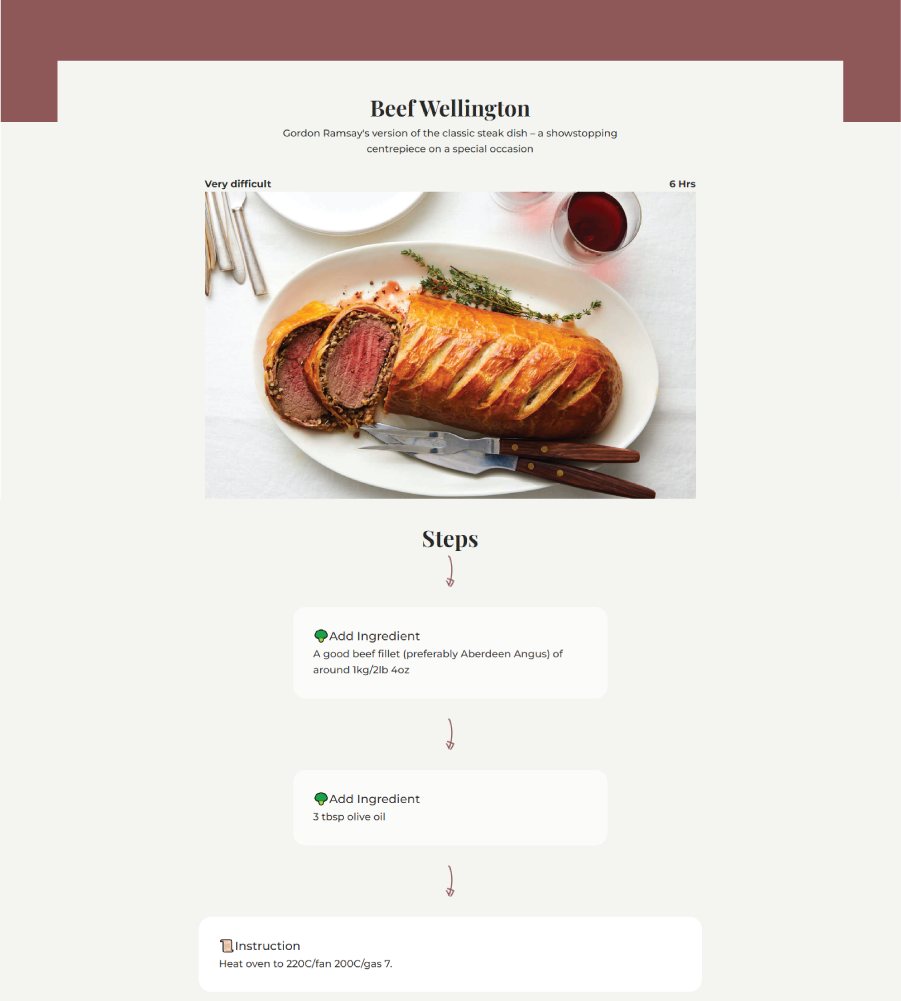 Beef Wellington
Gordon Ramsay's version of the classic steak dish – a showstopping
centrepiece on a special occasion
Very difficult
6 Hrs
Steps
Add Ingredient
A good beef fillet (preferably Aberdeen Angus) of
around 1kg/2lb 4oz
Add Ingredient
3 tbsp olive oil
Instruction
Heat oven to 220C/fan 200C/gas 7.